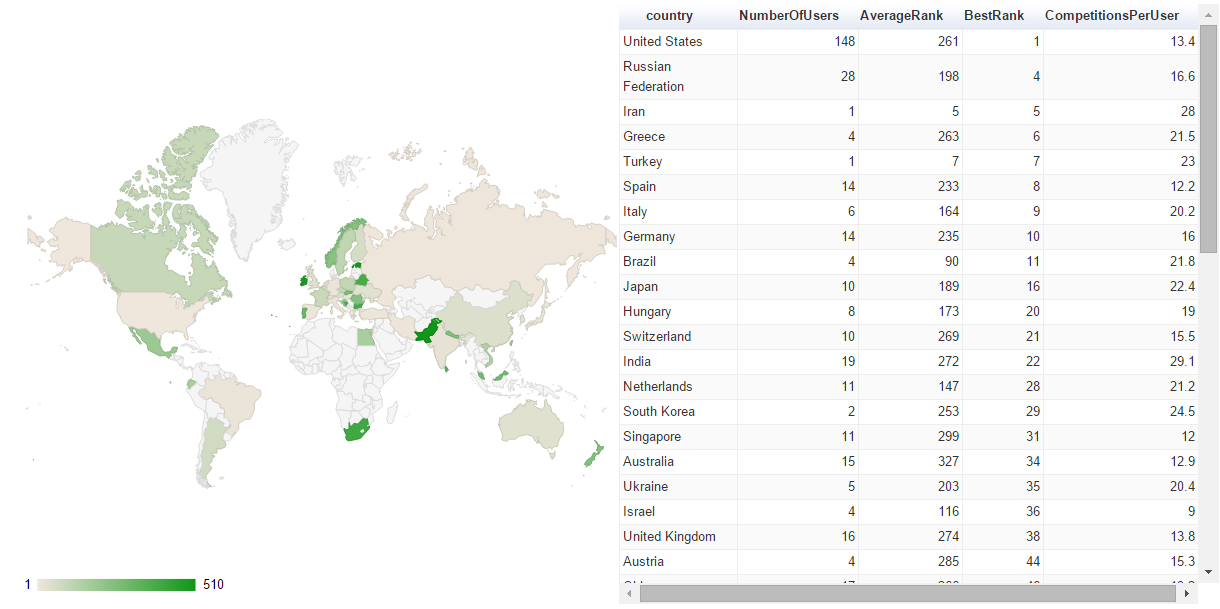 country NumberOfUsers AverageRank BestRank CompetitionsPerUser
United States 148 261 1 13.4
Russian
Federation 28 198 4 16.6
Iran 1 5 5 28
Greece 4 263 6 21.5
Turkey 1 7 7 23
Spain 14 233 8 12.2
Italy 6 164 9 20.2
Germany 14 235 10 16
Brazil 4 90 11 21.8
Japan 10 189 16 22.4
Hungary 8 173 20 19
Switzerland 10 269 21 15.5
India 19 272 22 29.1
Netherlands 11 147 28 21.2
South Korea 2 253 29 24.5
Singapore 11 299 31 12
Australia 15 327 34 12.9
Ukraine 5 203 35 20.4
Israel 4 116 36 9
United Kingdom 16 274 38 13.8
Austria 4 285 44 15.3
1 510